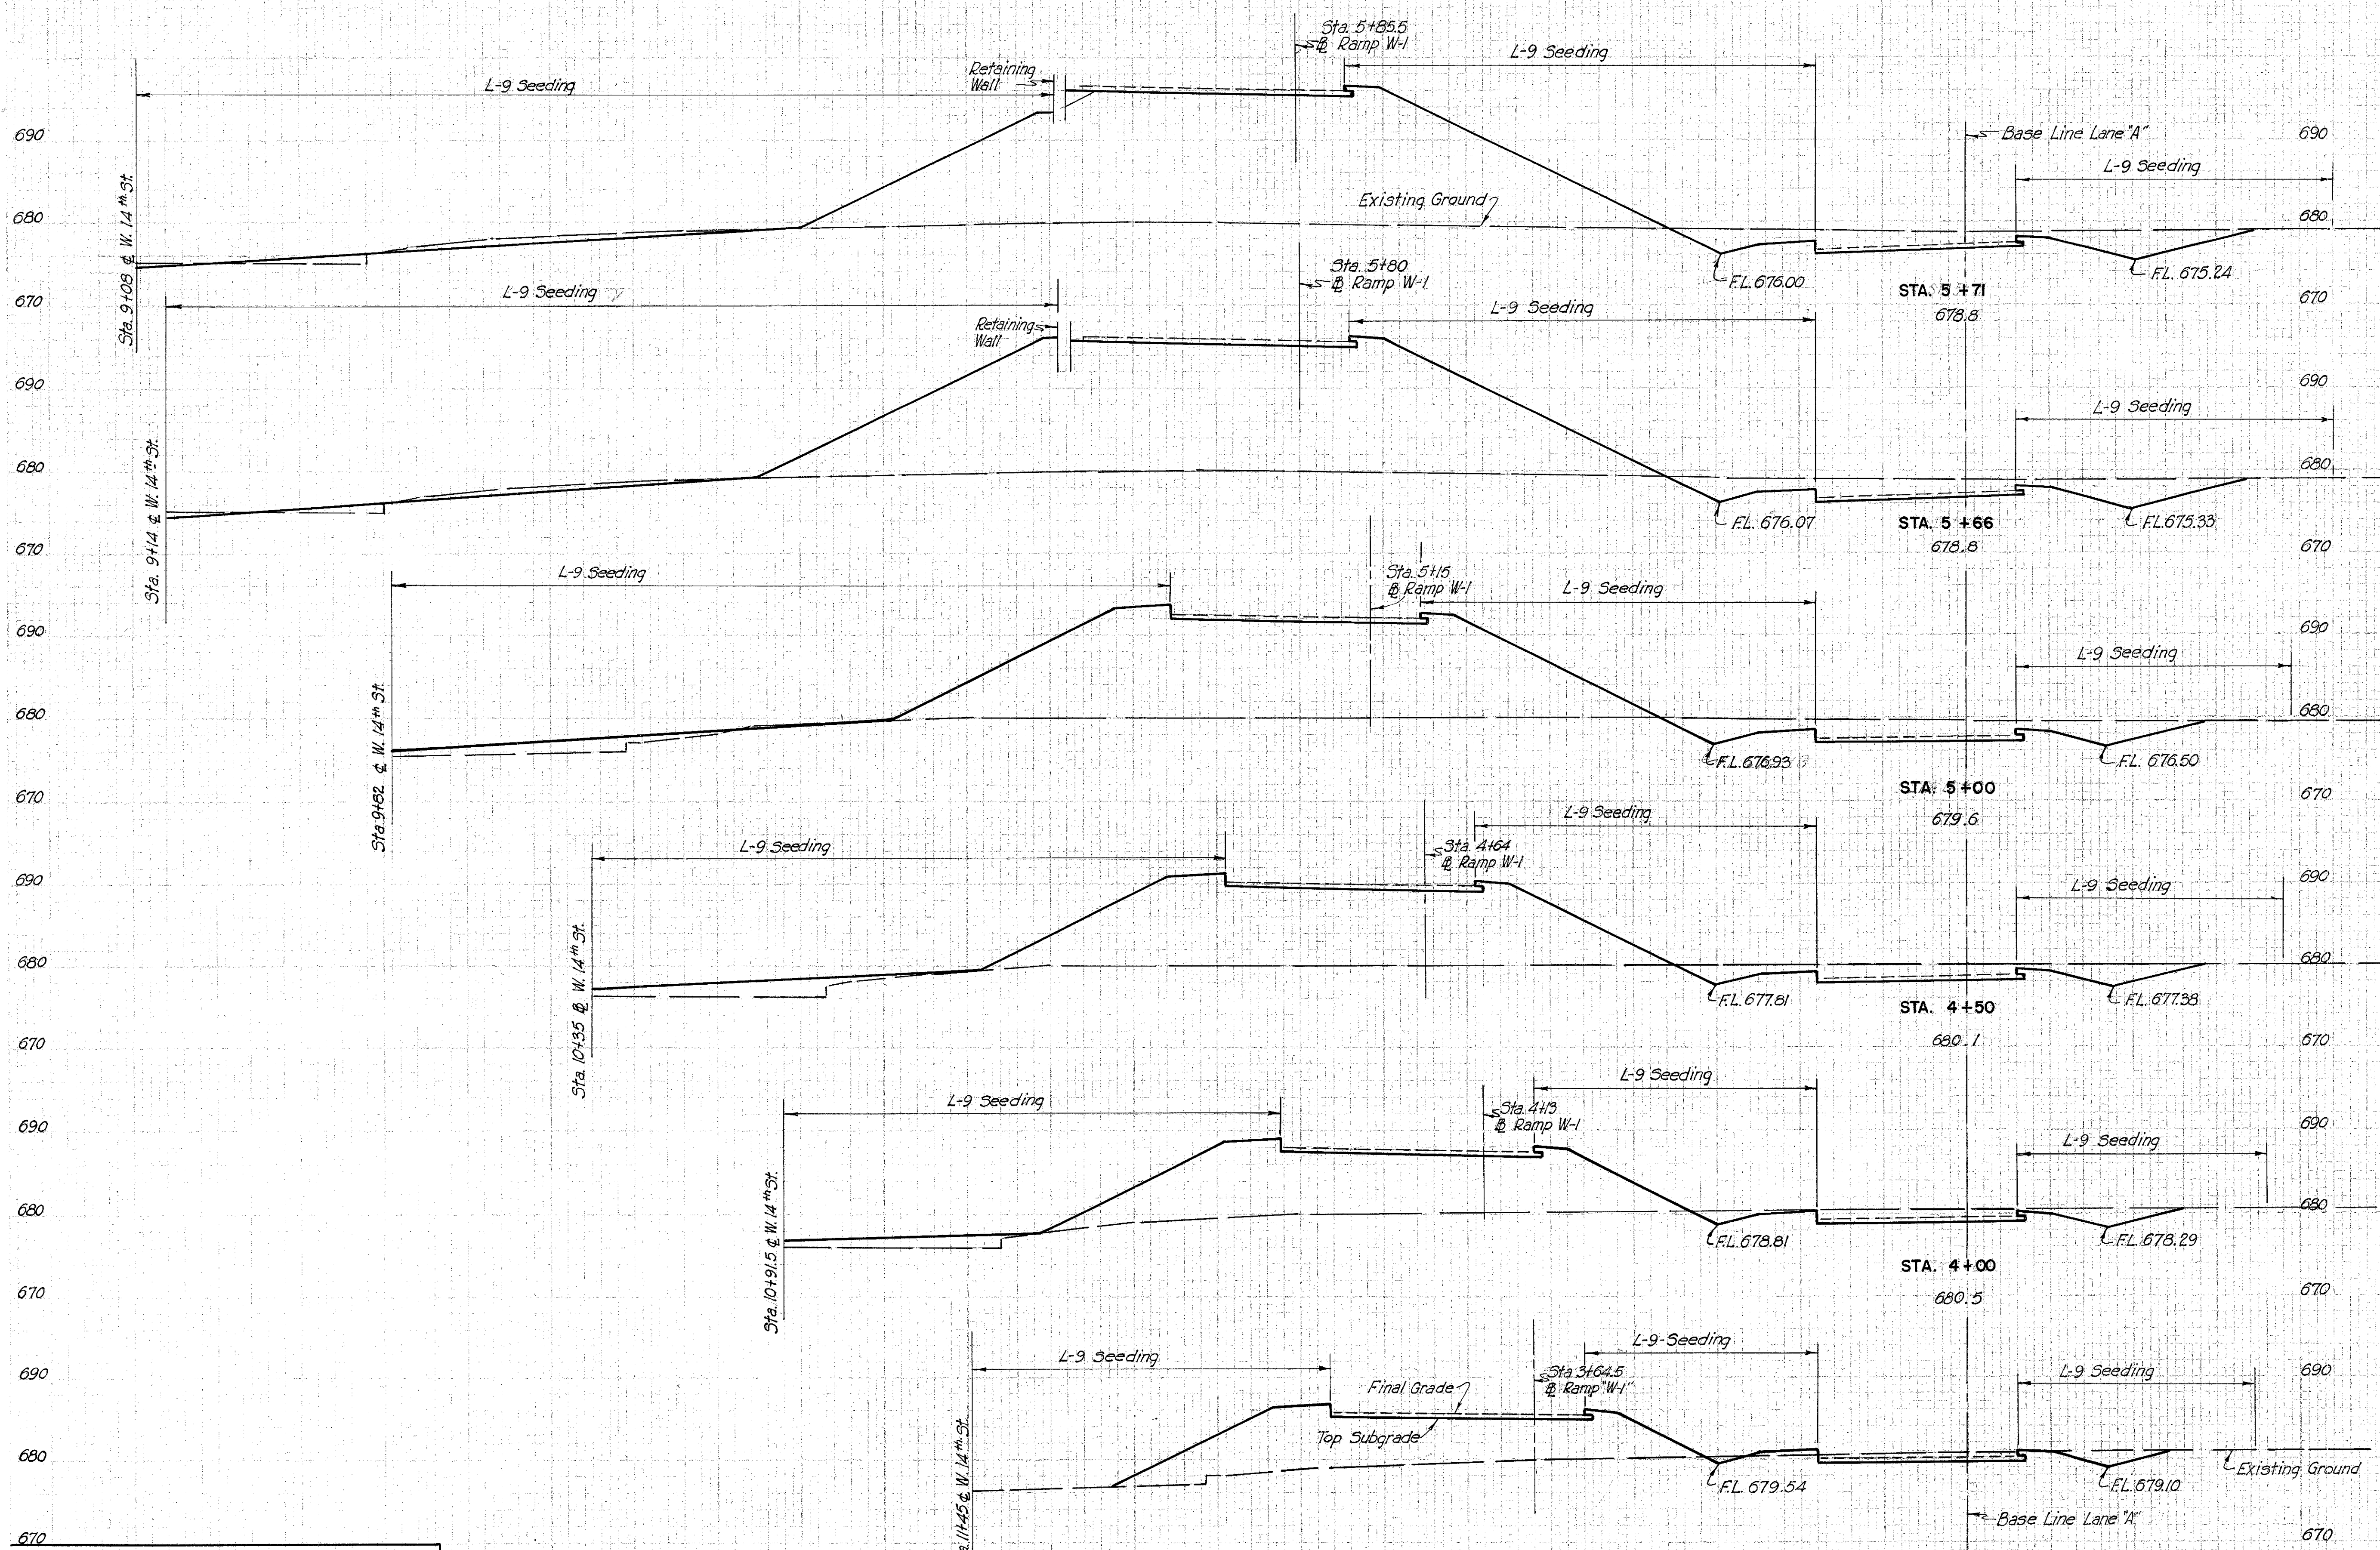 Sta. 5+85.5
℄ Ramp W-1
L-9 Seeding
Retaining
Wall
L-9 Seeding
690
Base Line Lane "A"
690
L-9 Seeding
Sta. 9+08 ℄ W. 14th St.
680
Existing Ground
680
F.L. 676.00
F.L. 675.24
STA. 5+71
678.8
Sta. 5+80
℄ Ramp W-1
670
L-9 Seeding
L-9 Seeding
670
Retaining
Wall
690
690
L-9 Seeding
Sta. 9+14 ℄ W. 14th St.
680
680
F.L. 676.07
STA. 5+66
F.L. 675.33
678.8
670
670
L-9 Seeding
Sta. 5+15
℄ Ramp W-1
L-9 Seeding
690
690
L-9 Seeding
Sta. 9+82 ℄ W. 14th St.
680
680
F.L. 676.93
F.L. 676.50
STA. 5+00
679.6
670
670
L-9 Seeding
L-9 Seeding
Sta. 4+64
℄ Ramp W-1
690
690
L-9 Seeding
Sta. 10+35 ℄ W. 14th St.
680
680
F.L. 677.81
STA. 4+50
F.L. 677.38
680.1
670
670
L-9 Seeding
L-9 Seeding
Sta. 4+13
℄ Ramp W-1
690
690
L-9 Seeding
Sta. 10+91.5 ℄ W. 14th St.
680
680
F.L. 678.81
F.L. 678.29
STA. 4+00
680.5
670
670
L-9 Seeding
L-9 Seeding
Sta. 3+64.5
℄ Ramp "W-1"
690
Final Grade
690
L-9 Seeding
Top Subgrade
11+45 ℄ W. 14th St.
680
F.L. 679.54
F.L. 679.10
Existing Ground
Base Line Lane "A"
670
670